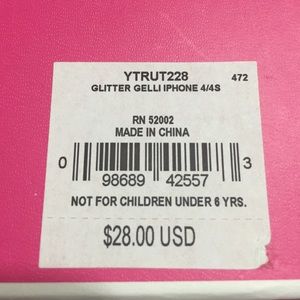 YTRUT228 472
GLITTER GELLI IPHONE 4/4S
RN 52002
MADE IN CHINA
0 98689 42557 3
NOT FOR CHILDREN UNDER 6 YRS.
$28.00 USD